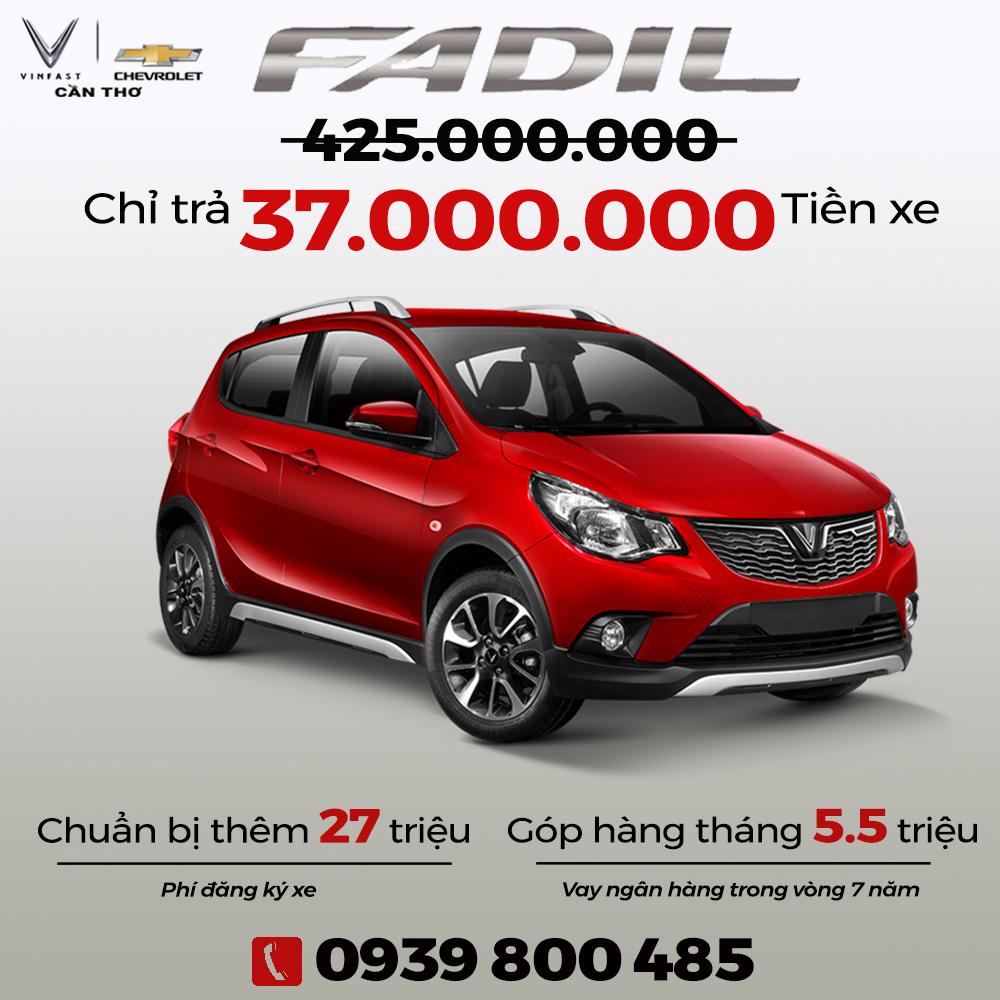 VINFAST
CHEVROLET
CẦN THƠ
FADIL
425.000.000
Chỉ trả 37.000.000 Tiền xe
Chuẩn bị thêm 27 triệu
Phí đăng ký xe
Góp hàng tháng 5.5 triệu
Vay ngân hàng trong vòng 7 năm
0939 800 485